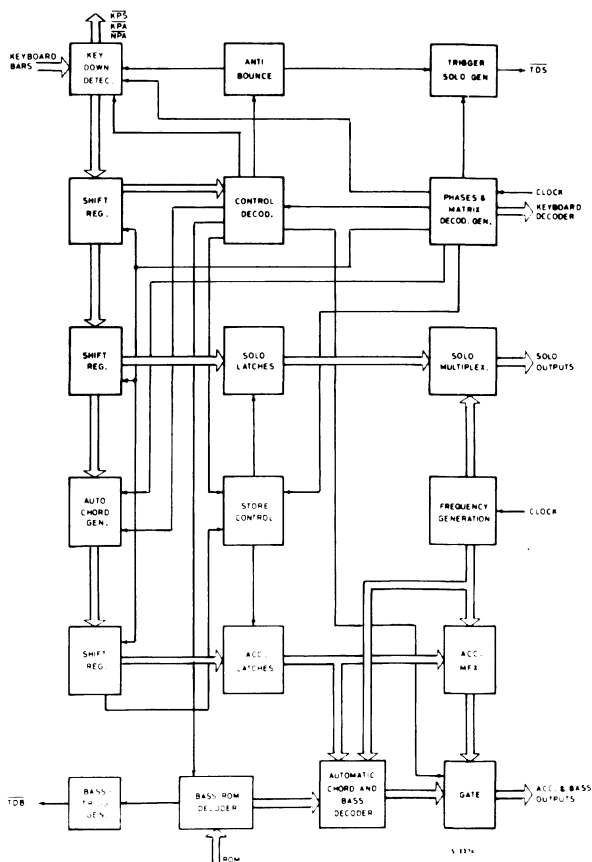 KPS
KPA
NPA
KEYBOARD
BARS
KEY
DOWN
DETEC.
ANTI
BOUNCE
TRIGGER
SOLO GEN
TDS
SHIFT
REG.
CONTROL
DECOD.
PHASES &
MATRIX
DECOD. GEN.
CLOCK
KEYBOARD
DECODER
SHIFT
REG.
SOLO
LATCHES
SOLO
MULTIPLEX.
SOLO
OUTPUTS
AUTO
CHORD
GEN.
STORE
CONTROL
FREQUENCY
GENERATION
CLOCK
SHIFT
REG.
ACC.
LATCHES
ACC.
TDB
BASS
GEN.
BASS ROM
DECODER
AUTOMATIC
CHORD AND
BASS
DECODER
GATE
ACC. & BASS
OUTPUTS
ROM